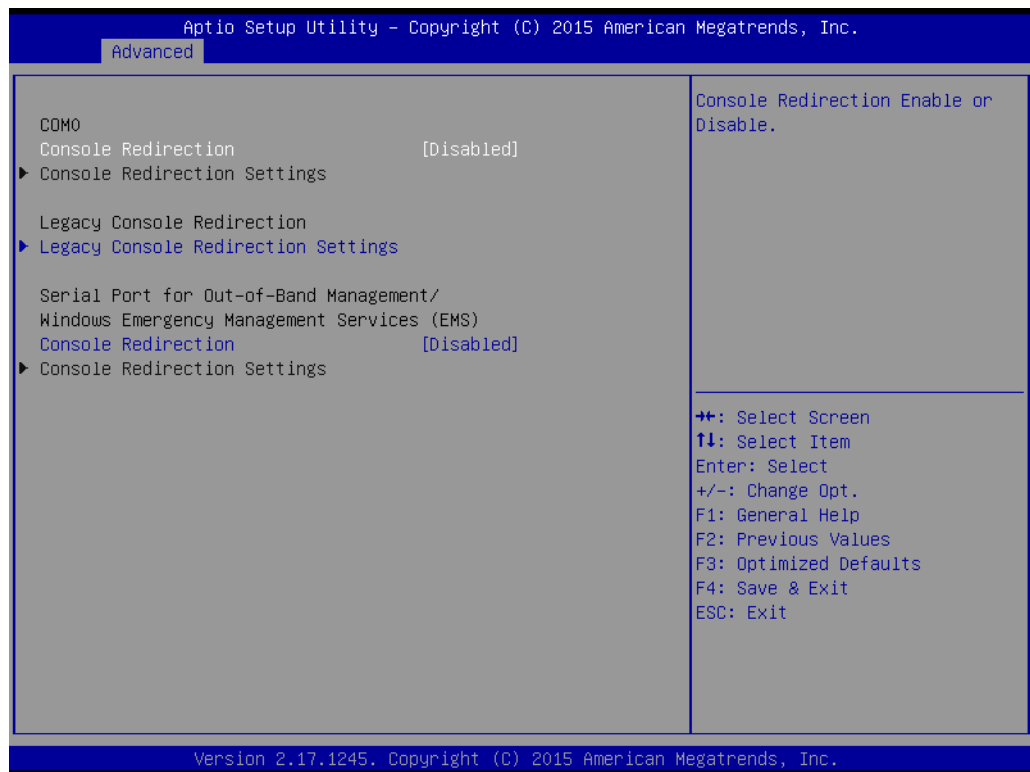 Aptio Setup Utility – Copyright (C) 2015 American Megatrends, Inc.
Advanced
COM0
Console Redirection [Disabled]
▶ Console Redirection Settings
Legacy Console Redirection
▶ Legacy Console Redirection Settings
Serial Port for Out-of-Band Management/
Windows Emergency Management Services (EMS)
Console Redirection [Disabled]
▶ Console Redirection Settings
Console Redirection Enable or
Disable.
→←: Select Screen
↑↓: Select Item
Enter: Select
+/-: Change Opt.
F1: General Help
F2: Previous Values
F3: Optimized Defaults
F4: Save & Exit
ESC: Exit
Version 2.17.1245. Copyright (C) 2015 American Megatrends, Inc.